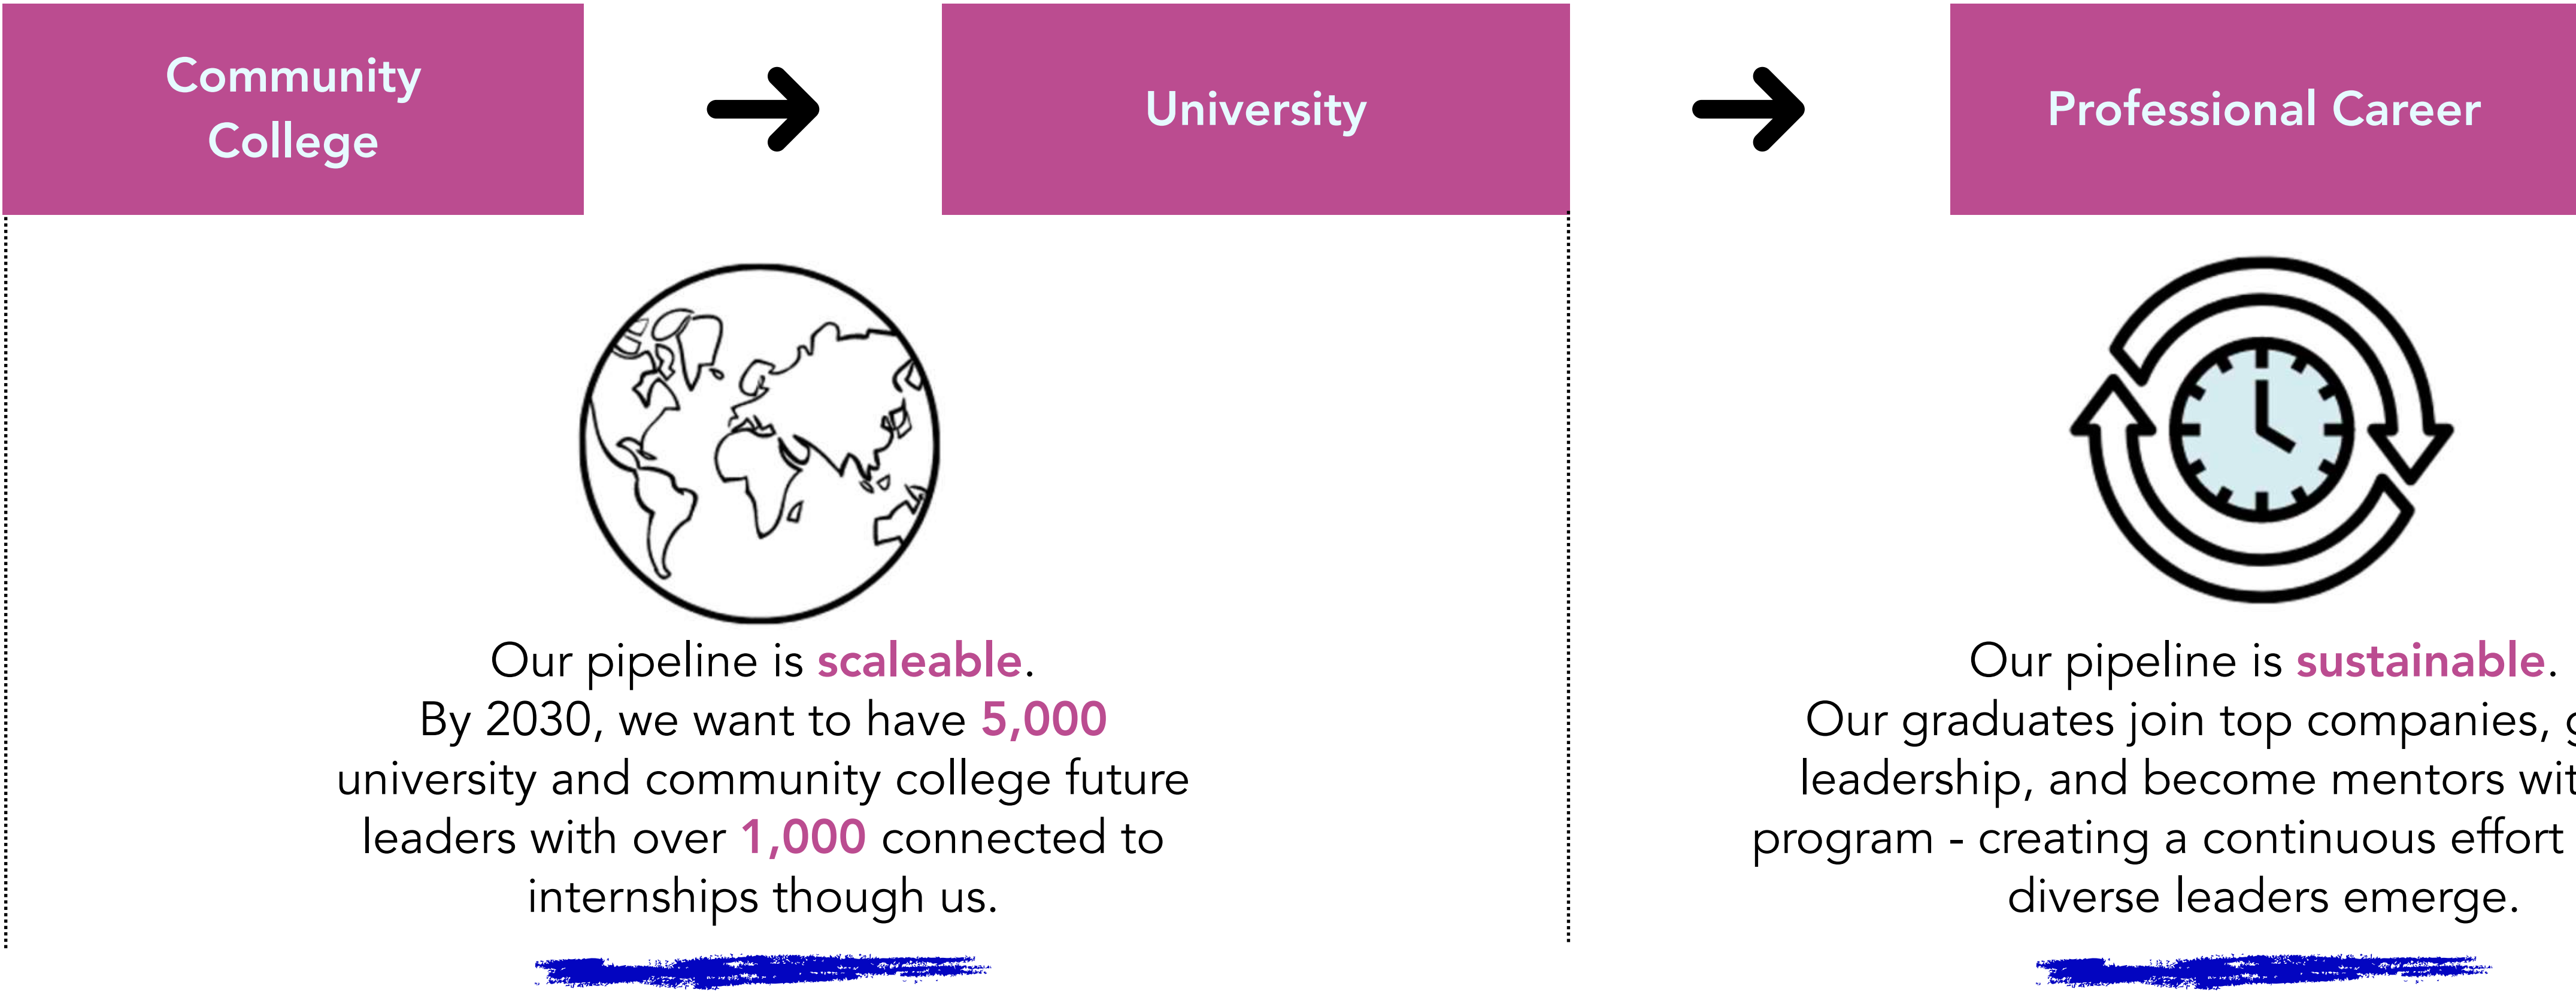 Community
College
University
Professional Career
Our pipeline is scaleable.
By 2030, we want to have 5,000
university and community college future
leaders with over 1,000 connected to
internships though us.
Our pipeline is sustainable.
Our graduates join top companies,
leadership, and become mentors
program - creating a continuous effort
diverse leaders emerge.